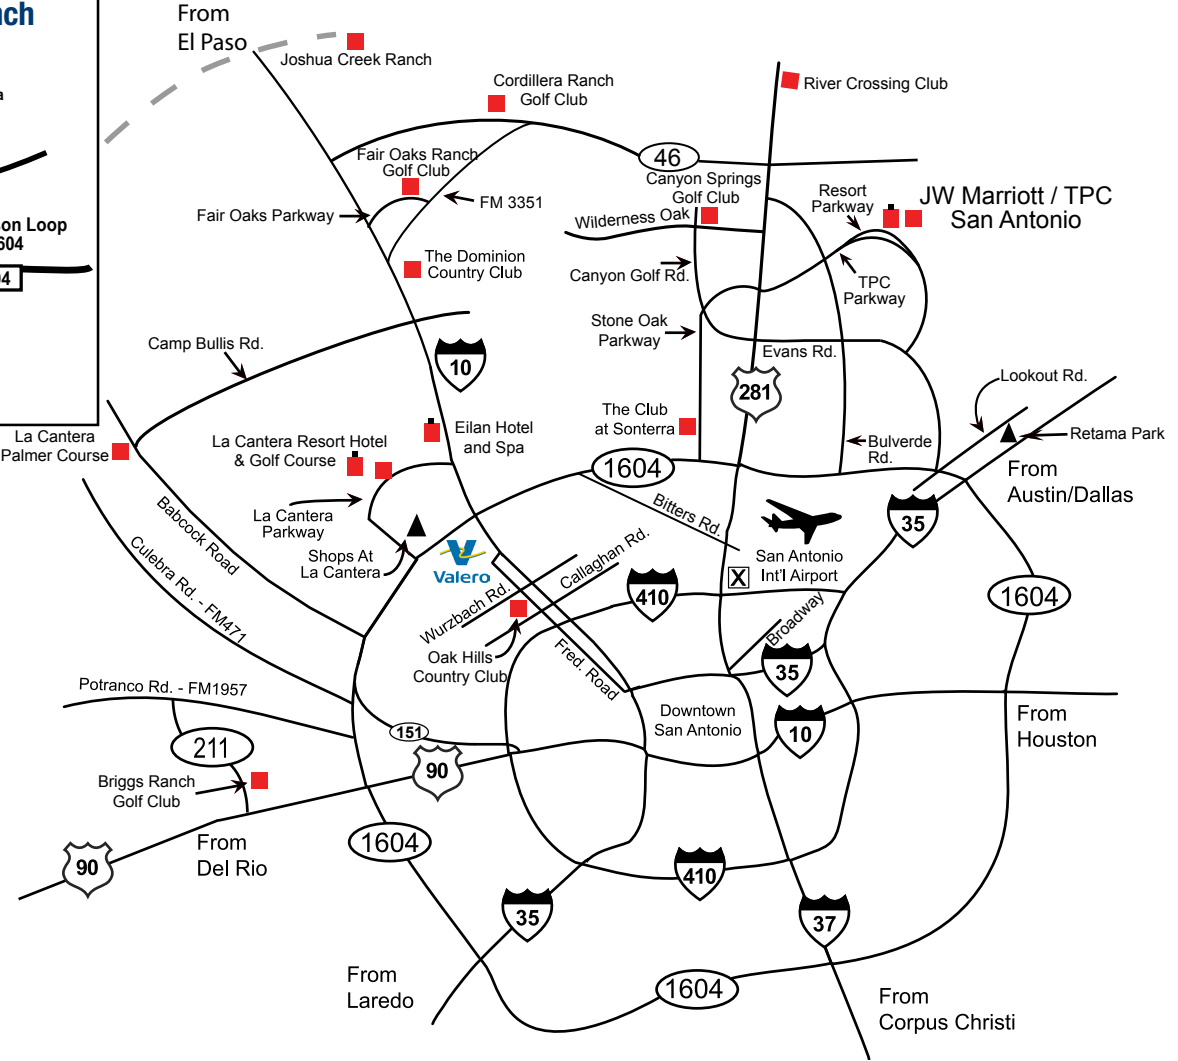 nch
a
son Loop
604
4
From
El Paso
Joshua Creek Ranch
Cordillera Ranch
Golf Club
River Crossing Club
46
Fair Oaks Ranch
Golf Club
FM 3351
Fair Oaks Parkway
The Dominion
Country Club
Canyon Springs
Golf Club
Wilderness Oak
Canyon Golf Rd.
Resort
Parkway
JW Marriott / TPC
San Antonio
TPC
Parkway
Stone Oak
Parkway
Evans Rd.
Camp Bullis Rd.
10
281
Lookout Rd.
Retama Park
La Cantera
Palmer Course
La Cantera Resort Hotel
& Golf Course
Eilan Hotel
and Spa
The Club
at Sonterra
Bulverde
Rd.
From
Austin/Dallas
1604
Bitters Rd.
35
La Cantera
Parkway
Shops At
La Cantera
Babcock Road
Culebra Rd. - FM471
Valero
Wurzbach Rd.
Callaghan Rd.
San Antonio
Int'l Airport
X
410
1604
Broadway
Oak Hills
Country Club
Fred. Road
35
Potranco Rd. - FM1957
211
151
Downtown
San Antonio
10
From
Houston
90
Briggs Ranch
Golf Club
From
Del Rio
90
1604
410
35
37
From
Laredo
1604
From
Corpus Christi